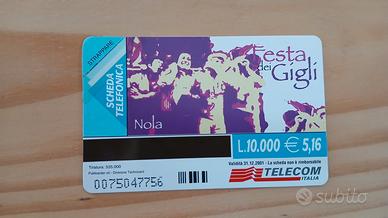 STRAPPARE
SCHEDA
TELEFONICA
Festa
dei
Gigli
Nola
L.10.000 € 5,16
Tiratura: 535.000
Validità 31.12.2001 - La scheda non è rimborsabile
0075047756
TELECOM
ITALIA
subito